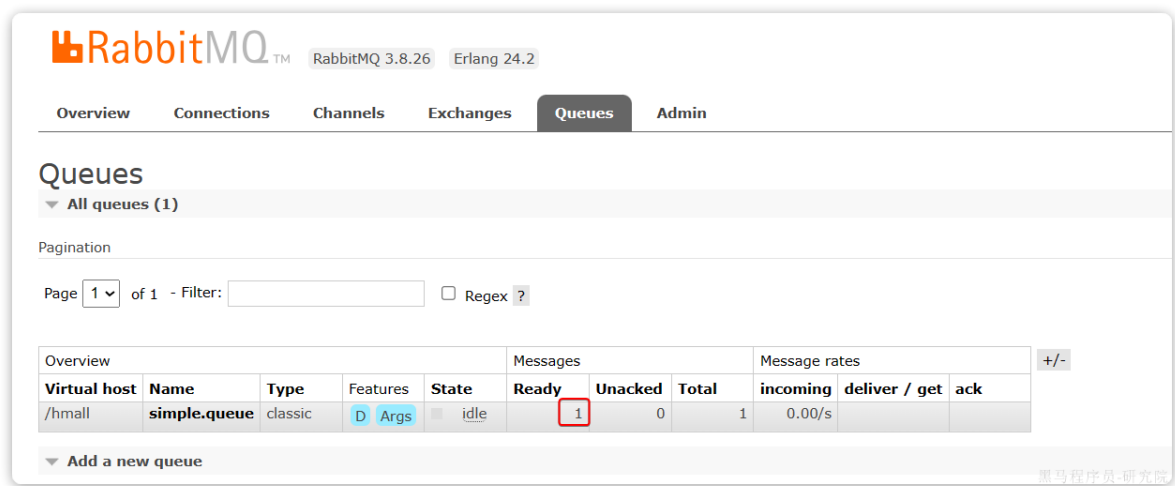 RabbitMQ TM RabbitMQ 3.8.26 Erlang 24.2
Overview Connections Channels Exchanges Queues Admin
Queues
All queues (1)
Pagination
Page 1 of 1 - Filter: Regex ?
Overview Messages Message rates +/-
Virtual host Name Type Features State Ready Unacked Total incoming deliver / get ack
/hmall simple.queue classic D Args idle 1 0 1 0.00/s
Add a new queue
黑马程序员-研究院